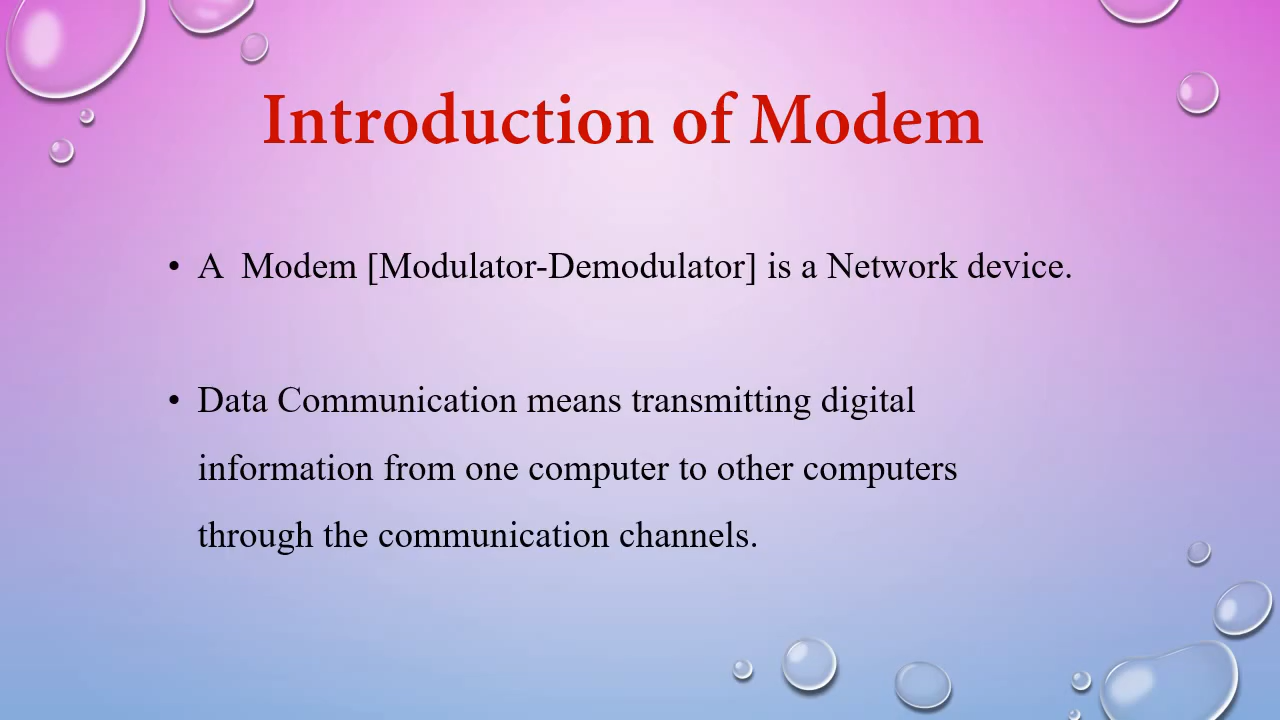 Introduction of Modem
• A  Modem [Modulator-Demodulator] is a Network device.
• Data Communication means transmitting digital
information from one computer to other computers
through the communication channels.